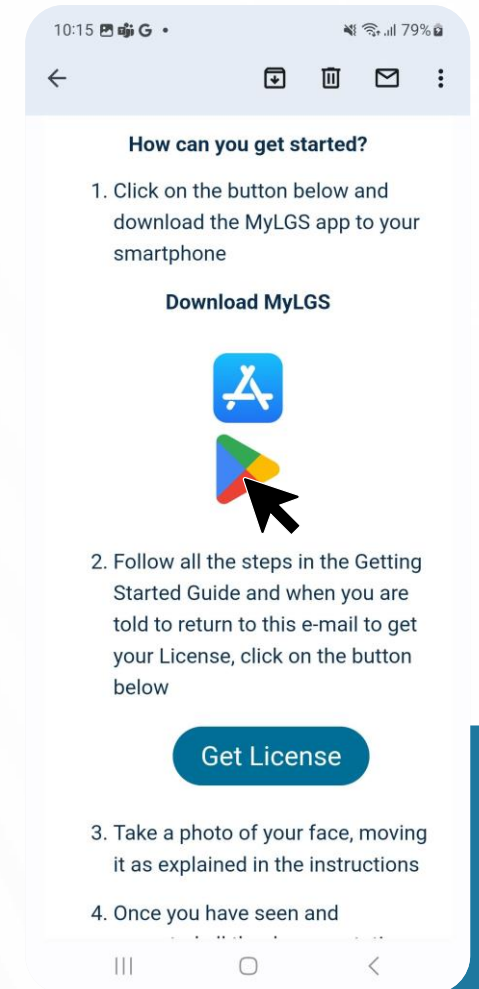 10:15 G
79%
How can you get started?
1. Click on the button below and
download the MyLGS app to your
smartphone
Download MyLGS
2. Follow all the steps in the Getting
Started Guide and when you are
told to return to this e-mail to get
your License, click on the button
below
Get License
3. Take a photo of your face, moving
it as explained in the instructions
4. Once you have seen and